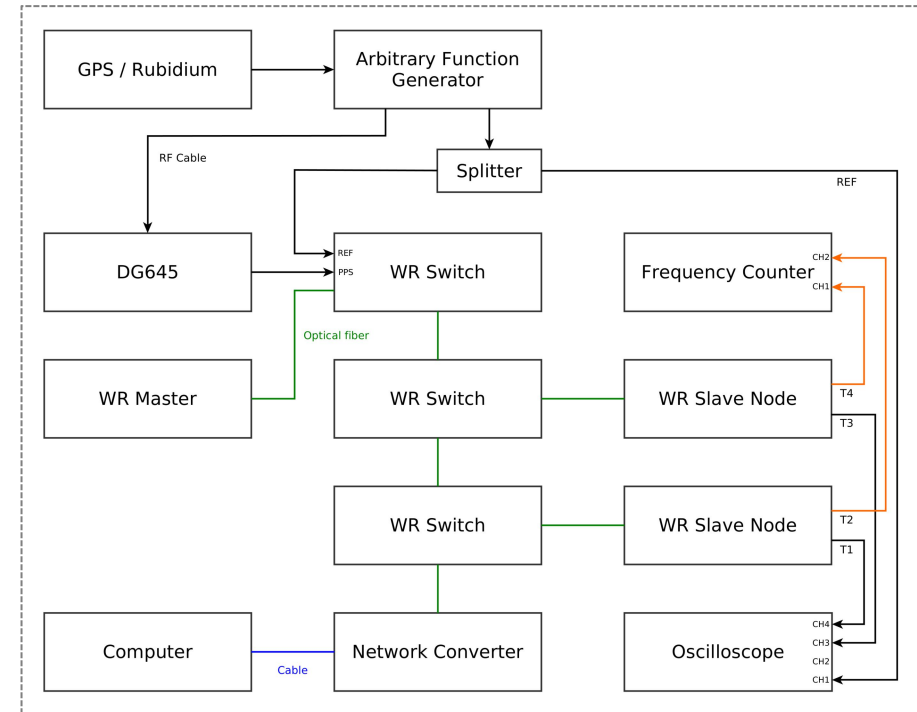 GPS / Rubidium
Arbitrary Function
Generator
RF Cable
Splitter
REF
DG645
REF
PPS
WR Switch
Frequency Counter
CH2
CH1
Optical fiber
WR Master
WR Switch
WR Slave Node
T4
T3
WR Switch
WR Slave Node
T2
T1
Computer
Cable
Network Converter
Oscilloscope
CH4
CH3
CH2
CH1